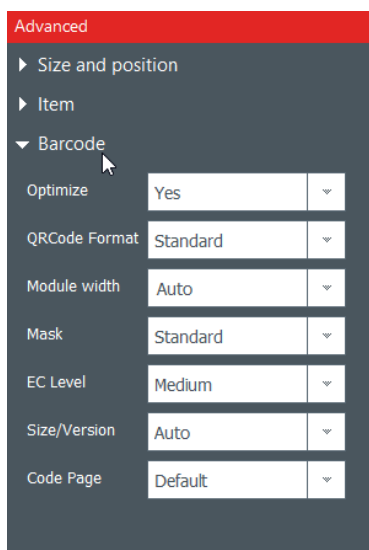 Advanced
Size and position
Item
Barcode
Optimize Yes
QRCode Format Standard
Module width Auto
Mask Standard
EC Level Medium
Size/Version Auto
Code Page Default